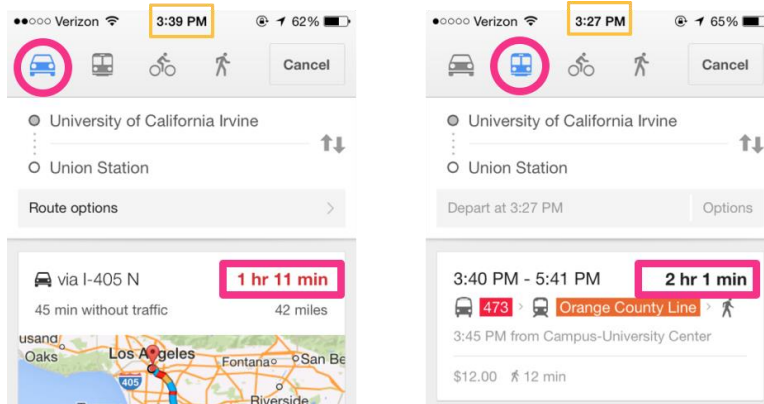 Verizon 3:39 PM 62%
Cancel
University of California Irvine
Union Station
Route options
via I-405 N 1 hr 11 min
45 min without traffic 42 miles
usand
Oaks
Los Angeles
Fontana
San Be
405
Riverside
Verizon 3:27 PM 65%
Cancel
University of California Irvine
Union Station
Depart at 3:27 PM Options
3:40 PM - 5:41 PM 2 hr 1 min
473 > Orange County Line >
3:45 PM from Campus-University Center
$12.00 12 min